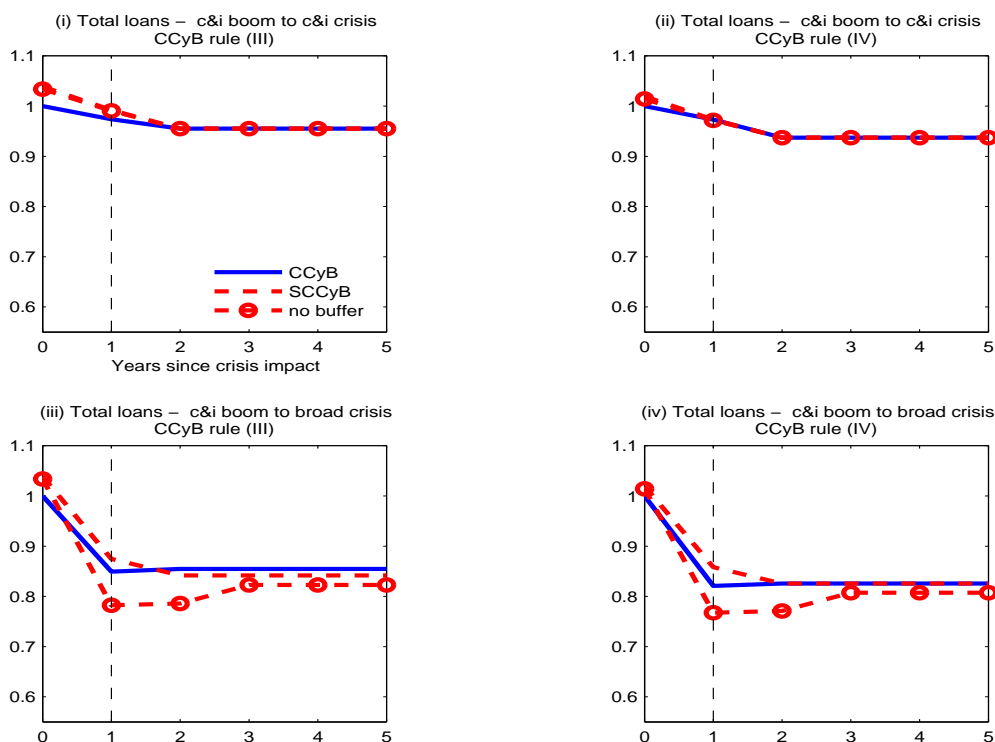 (i) Total loans – c&i boom to c&i crisis
CCyB rule (III)
1.1
1
0.9
0.8
0.7
0.6
CCyB
SCCyB
no buffer
0 1 2 3 4 5
Years since crisis impact
(ii) Total loans – c&i boom to c&i crisis
CCyB rule (IV)
1.1
1
0.9
0.8
0.7
0.6
0 1 2 3 4 5
(iii) Total loans – c&i boom to broad crisis
CCyB rule (III)
1.1
1
0.9
0.8
0.7
0.6
0 1 2 3 4 5
(iv) Total loans – c&i boom to broad crisis
CCyB rule (IV)
1.1
1
0.9
0.8
0.7
0.6
0 1 2 3 4 5